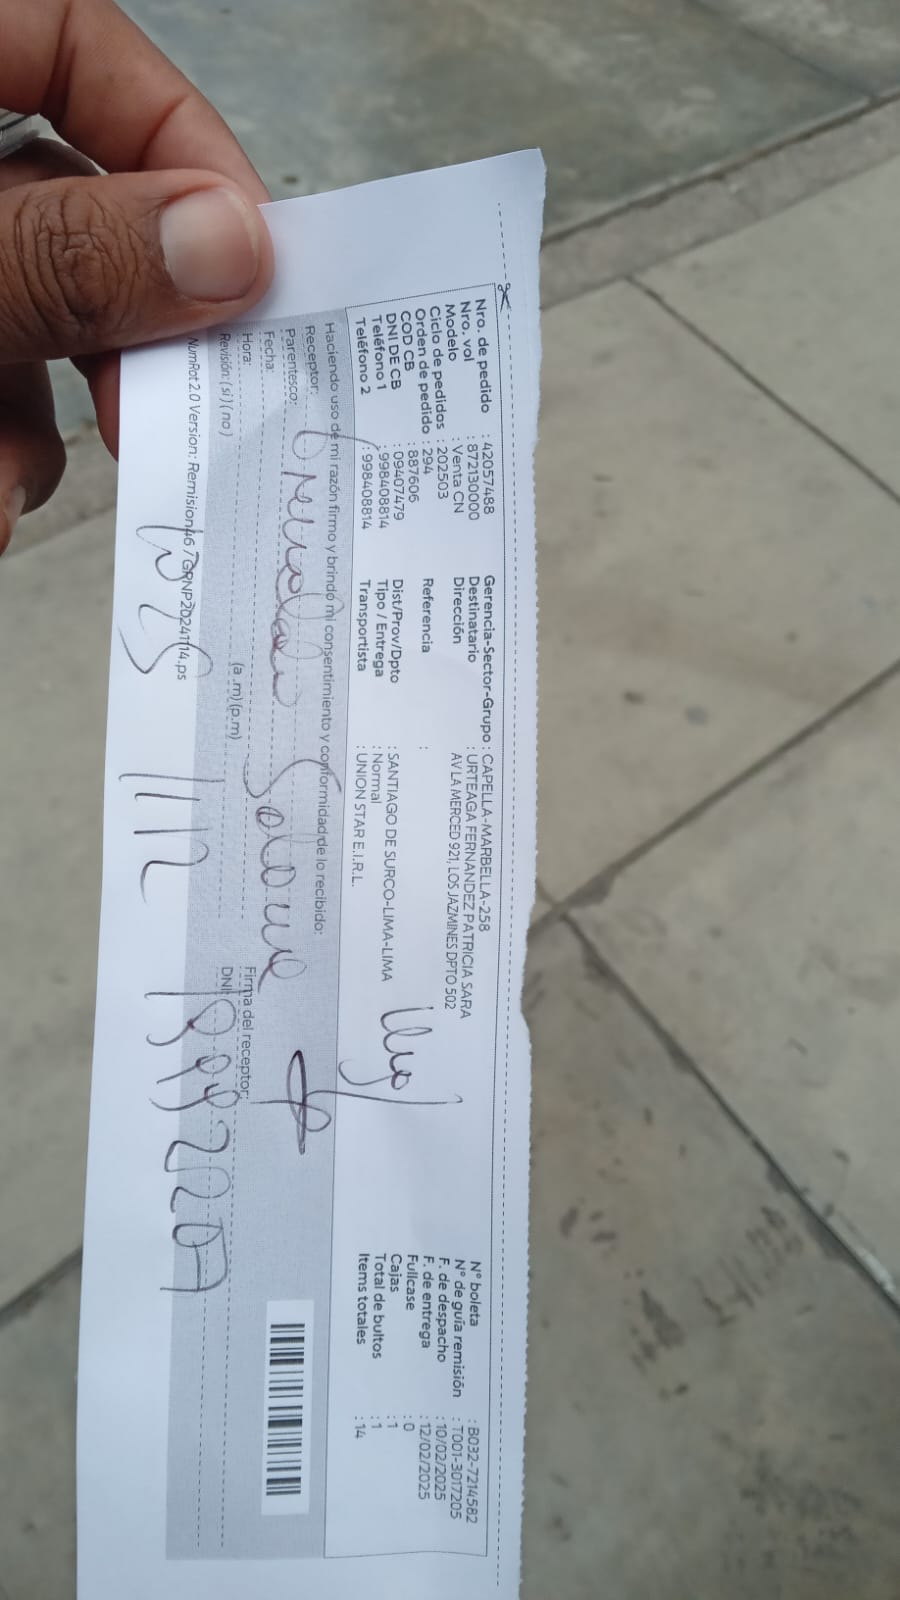 Nro. de pedido : 42057488
Nro. vol : 872130000
Modelo : Venta CN
Ciclo de pedidos : 202503
Orden de pedido : 294
COD CB : 887606
DNI DE CB : 09407479
Teléfono 1 : 998408814
Teléfono 2 : 998408814
Gerencia-Sector-Grupo : CAPELLA-MARBELLA-258
Destinatario : URTEAGA FERNANDEZ PATRICIA SARA
Dirección AV LA MERCED 921, LOS JAZMINES DPTO 502
Referencia :
Dist/Prov/Dpto : SANTIAGO DE SURCO-LIMA-LIMA
Tipo / Entrega : Normal
Transportista : UNION STAR E.I.R.L.
N° boleta : B032-7214582
N° de guía remisión : T001-3017205
F. de despacho : 10/02/2025
F. de entrega : 12/02/2025
Fullcase : 0
Cajas : 1
Total de bultos : 1
Items totales : 14
Haciendo uso de mi razón firmo y brindo mi consentimiento y conformidad de lo recibido:
Receptor:
Parentesco:
Fecha:
Hora: (a .m) (p.m)
Firma del receptor:
Revisión: ( si ) ( no )
DNI:
NumRot 2.0 Version: Remision46 / GRNP20241114.ps